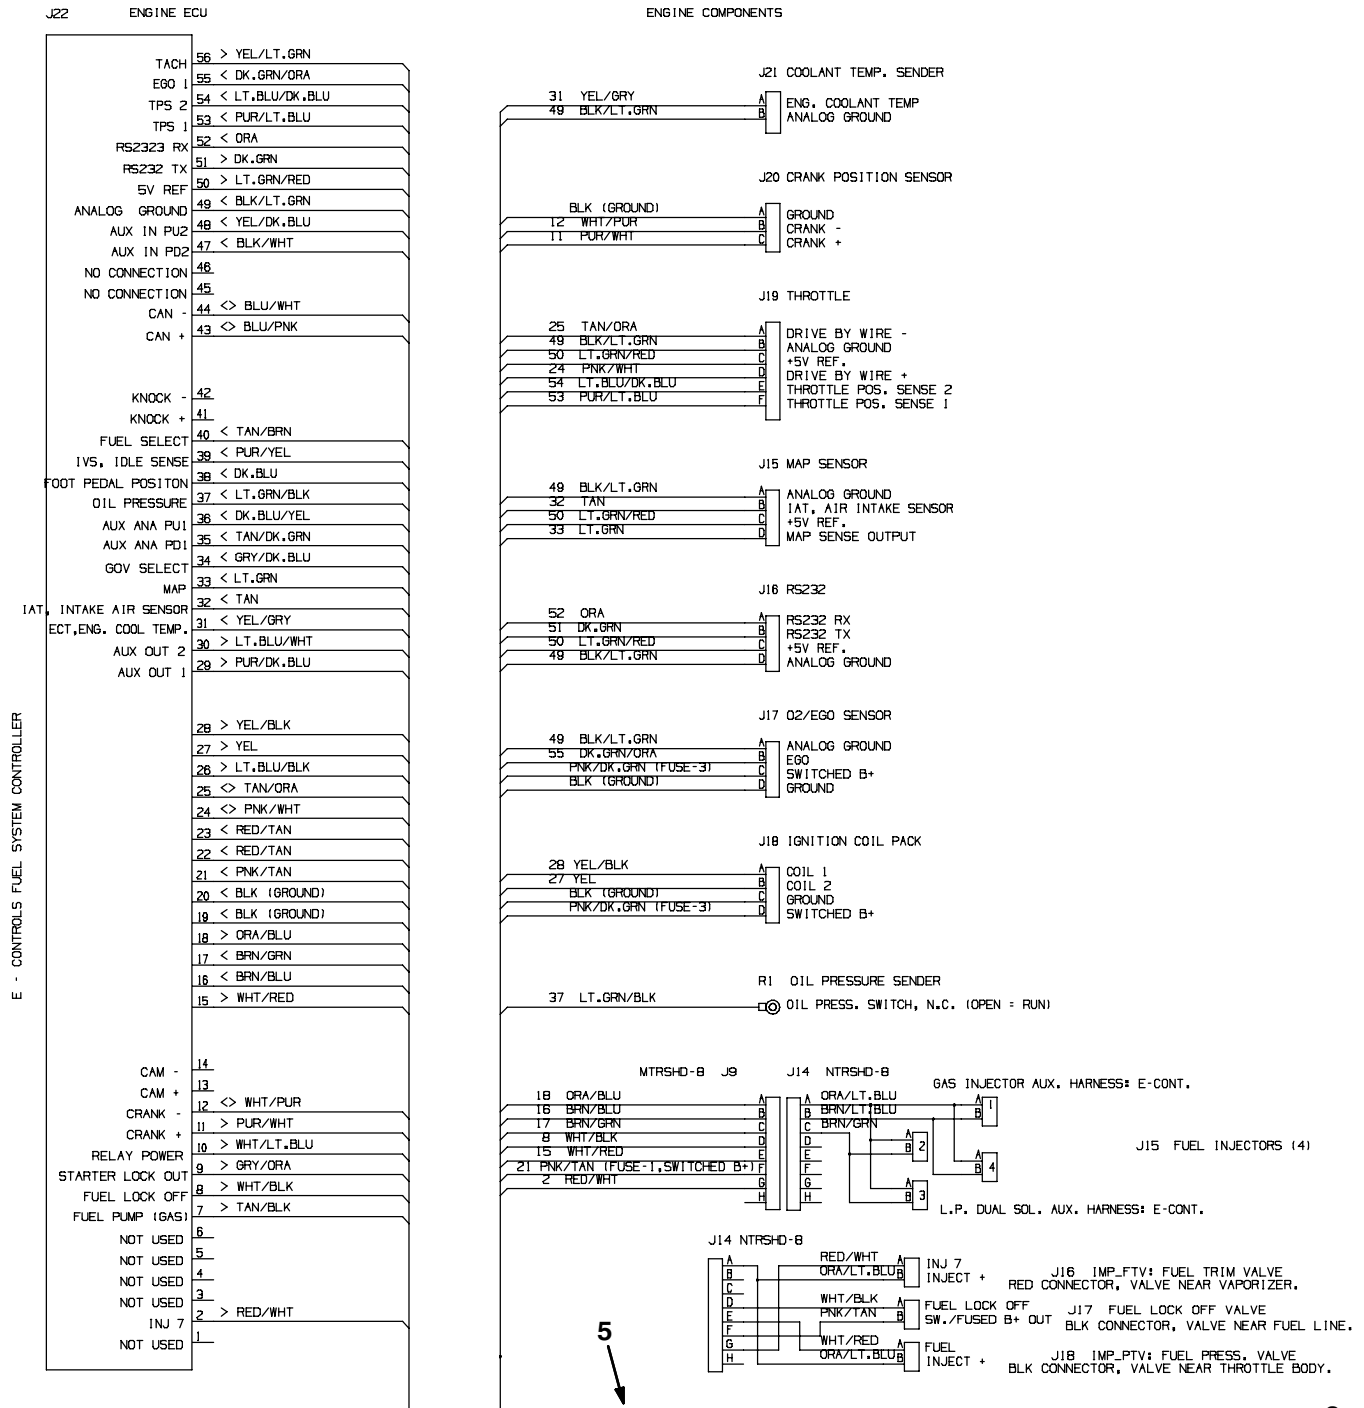 J22 ENGINE ECU
ENGINE COMPONENTS
E - CONTROLS FUEL SYSTEM CONTROLLER
TACH 56 > YEL/LT.GRN
EGO 1 55 < DK.GRN/ORA
TPS 2 54 < LT.BLU/DK.BLU
TPS 1 53 < PUR/LT.BLU
RS2323 RX 52 < ORA
RS232 TX 51 > DK.GRN
5V REF 50 > LT.GRN/RED
ANALOG GROUND 49 < BLK/LT.GRN
AUX IN PU2 48 < YEL/DK.BLU
AUX IN PD2 47 < BLK/WHT
NO CONNECTION 46
NO CONNECTION 45
CAN - 44 <> BLU/WHT
CAN + 43 <> BLU/PNK
KNOCK - 42
KNOCK + 41
FUEL SELECT 40 < TAN/BRN
IVS, IDLE SENSE 39 < PUR/YEL
FOOT PEDAL POSITON 38 < DK.BLU
OIL PRESSURE 37 < LT.GRN/BLK
AUX ANA PU1 36 < DK.BLU/YEL
AUX ANA PD1 35 < TAN/DK.GRN
GOV SELECT 34 < GRY/DK.BLU
MAP 33 < LT.GRN
IAT, INTAKE AIR SENSOR 32 < TAN
ECT,ENG. COOL TEMP. 31 < YEL/GRY
AUX OUT 2 30 > LT.BLU/WHT
AUX OUT 1 29 > PUR/DK.BLU
28 > YEL/BLK
27 > YEL
26 > LT.BLU/BLK
25 <> TAN/ORA
24 <> PNK/WHT
23 < RED/TAN
22 < RED/TAN
21 < PNK/TAN
20 < BLK (GROUND)
19 < BLK (GROUND)
18 > ORA/BLU
17 < BRN/GRN
16 < BRN/BLU
15 > WHT/RED
CAM - 14
CAM + 13
CRANK - 12 <> WHT/PUR
CRANK + 11 > PUR/WHT
RELAY POWER 10 > WHT/LT.BLU
STARTER LOCK OUT 9 > GRY/ORA
FUEL LOCK OFF 8 > WHT/BLK
FUEL PUMP (GAS) 7 > TAN/BLK
NOT USED 6
NOT USED 5
NOT USED 4
NOT USED 3
INJ 7 2 > RED/WHT
NOT USED 1
J21 COOLANT TEMP. SENDER
31 YEL/GRY A ENG. COOLANT TEMP
49 BLK/LT.GRN B ANALOG GROUND
J20 CRANK POSITION SENSOR
BLK (GROUND) A GROUND
12 WHT/PUR B CRANK -
11 PUR/WHT C CRANK +
J19 THROTTLE
25 TAN/ORA A DRIVE BY WIRE -
49 BLK/LT.GRN B ANALOG GROUND
50 LT.GRN/RED C +5V REF.
24 PNK/WHT D DRIVE BY WIRE +
54 LT.BLU/DK.BLU E THROTTLE POS. SENSE 2
53 PUR/LT.BLU F THROTTLE POS. SENSE 1
J15 MAP SENSOR
49 BLK/LT.GRN A ANALOG GROUND
32 TAN B IAT, AIR INTAKE SENSOR
50 LT.GRN/RED C +5V REF.
33 LT.GRN D MAP SENSE OUTPUT
J16 RS232
52 ORA A RS232 RX
51 DK.GRN B RS232 TX
50 LT.GRN/RED C +5V REF.
49 BLK/LT.GRN D ANALOG GROUND
J17 O2/EGO SENSOR
49 BLK/LT.GRN A ANALOG GROUND
55 DK.GRN/ORA B EGO
PNK/DK.GRN (FUSE-3) C SWITCHED B+
BLK (GROUND) D GROUND
J18 IGNITION COIL PACK
28 YEL/BLK A COIL 1
27 YEL B COIL 2
BLK (GROUND) C GROUND
PNK/DK.GRN (FUSE-3) D SWITCHED B+
R1 OIL PRESSURE SENDER
37 LT.GRN/BLK OIL PRESS. SWITCH, N.C. (OPEN = RUN)
MTRSHD-8 J9 J14 NTRSHD-8
GAS INJECTOR AUX. HARNESS: E-CONT.
18 ORA/BLU A A ORA/LT.BLU A 1
16 BRN/BLU B B BRN/LT.BLU B
17 BRN/GRN C C BRN/GRN A 2
8 WHT/BLK D D B
15 WHT/RED E E A 4
21 PNK/TAN (FUSE-1,SWITCHED B+) F F B
2 RED/WHT G G A 3
H H B
J15 FUEL INJECTORS (4)
L.P. DUAL SOL. AUX. HARNESS: E-CONT.
J14 NTRSHD-8
A
B
C
D
E
F
G
H
RED/WHT A INJ 7
ORA/LT.BLU B INJECT +
J16 IMP_FTV: FUEL TRIM VALVE
RED CONNECTOR, VALVE NEAR VAPORIZER.
WHT/BLK A FUEL LOCK OFF
PNK/TAN B SW./FUSED B+ OUT
J17 FUEL LOCK OFF VALVE
BLK CONNECTOR, VALVE NEAR FUEL LINE.
WHT/RED A FUEL
ORA/LT.BLU B INJECT +
J18 IMP_PTV: FUEL PRESS. VALVE
BLK CONNECTOR, VALVE NEAR THROTTLE BODY.
5